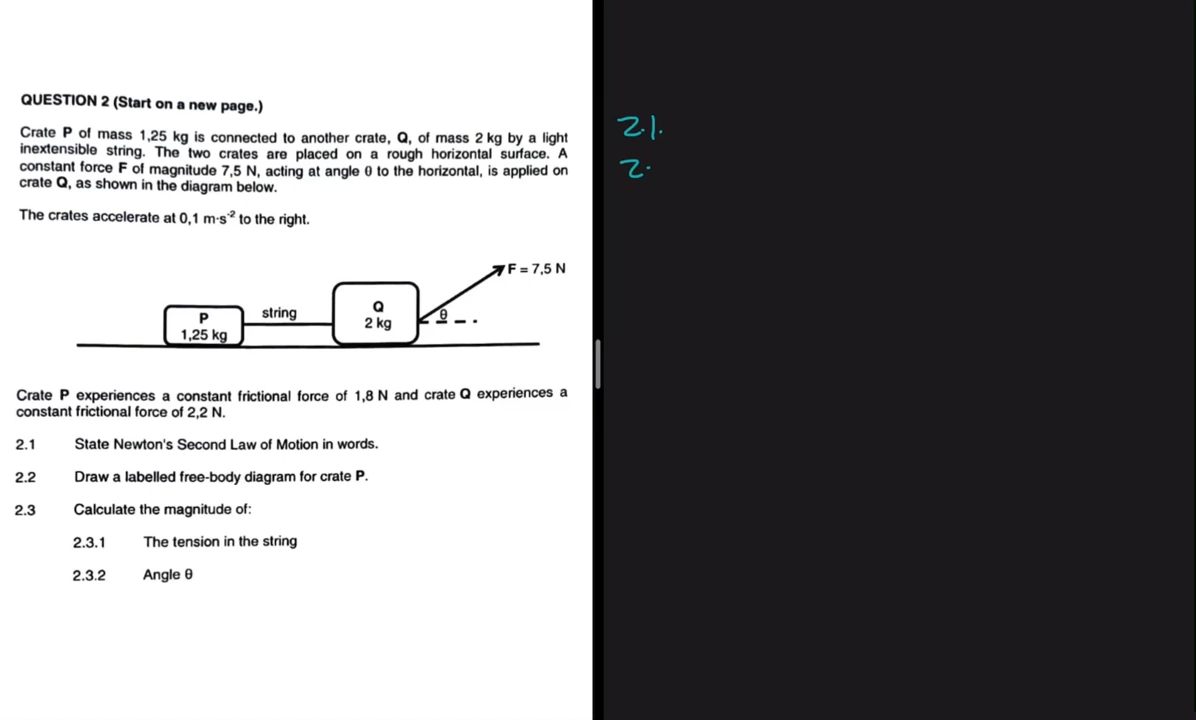 QUESTION 2 (Start on a new page.)
Crate P of mass 1,25 kg is connected to another crate, Q, of mass 2 kg by a light
inextensible string. The two crates are placed on a rough horizontal surface. A
constant force F of magnitude 7,5 N, acting at angle θ to the horizontal, is applied on
crate Q, as shown in the diagram below.
The crates accelerate at 0,1 m·s⁻² to the right.
F = 7,5 N
P
1,25 kg
string
Q
2 kg
θ
Crate P experiences a constant frictional force of 1,8 N and crate Q experiences a
constant frictional force of 2,2 N.
2.1 State Newton's Second Law of Motion in words.
2.2 Draw a labelled free-body diagram for crate P.
2.3 Calculate the magnitude of:
2.3.1 The tension in the string
2.3.2 Angle θ
2.1.
2.